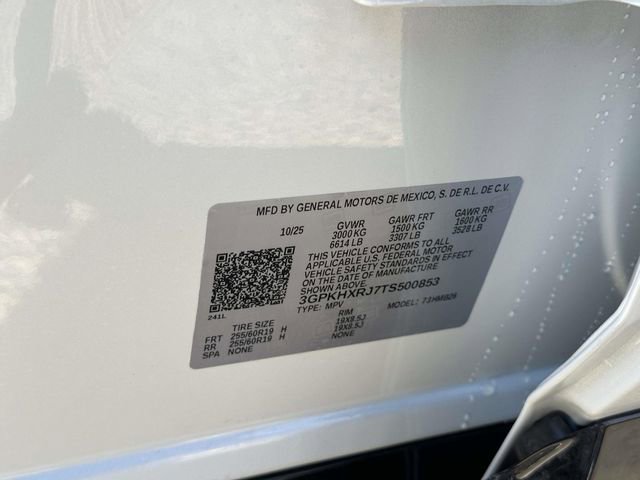 MFD BY GENERAL MOTORS DE MEXICO, S. DE R.L. DE C.V.
10/25 GVWR GAWR FRT GAWR RR
3000 KG 1500 KG 1600 KG
6614 LB 3307 LB 3528 LB
THIS VEHICLE CONFORMS TO ALL
APPLICABLE U.S. FEDERAL MOTOR
VEHICLE SAFETY STANDARDS IN EFFECT
ON THE DATE OF MANUFACTURE
3GPKHXRJ7TS500853
TYPE: MPV MODEL: 73HMB26
241L
TIRE SIZE RIM
FRT 255/60R19 H 19X8.5J
RR 255/60R19 H 19X8.5J
SPA NONE NONE